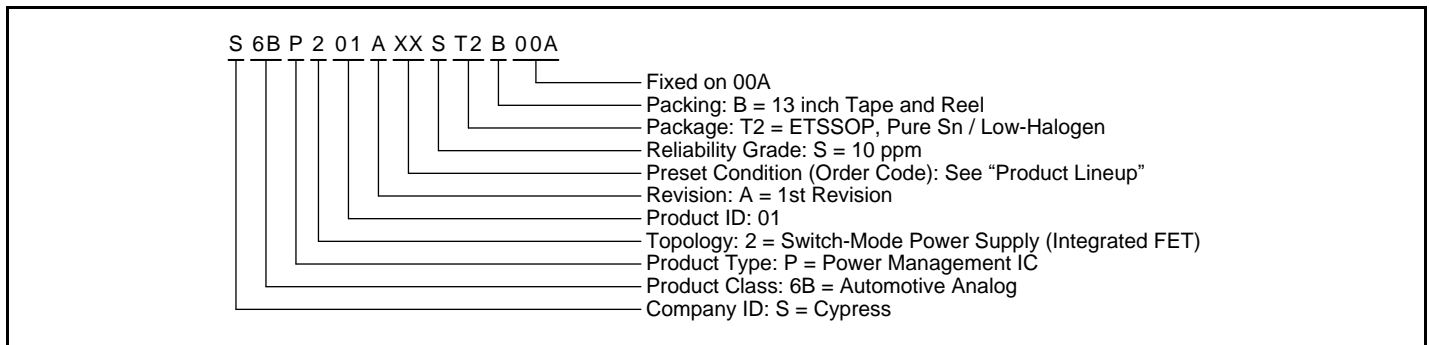 S 6B P 2 01 A XX S T2 B 00A
Fixed on 00A
Packing: B = 13 inch Tape and Reel
Package: T2 = ETSSOP, Pure Sn / Low-Halogen
Reliability Grade: S = 10 ppm
Preset Condition (Order Code): See “Product Lineup”
Revision: A = 1st Revision
Product ID: 01
Topology: 2 = Switch-Mode Power Supply (Integrated FET)
Product Type: P = Power Management IC
Product Class: 6B = Automotive Analog
Company ID: S = Cypress